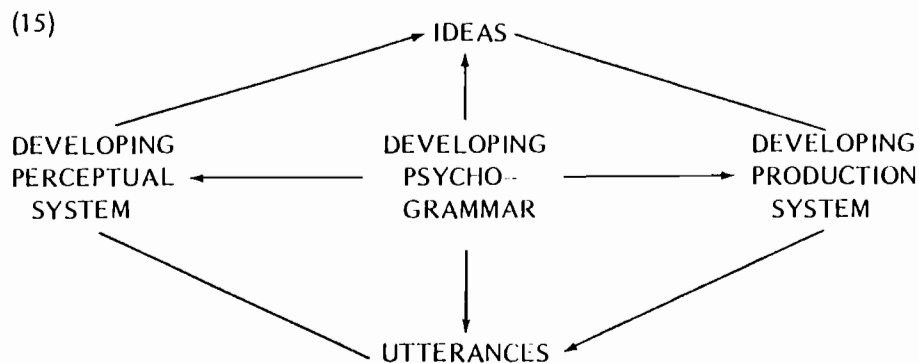 (15)
IDEAS
DEVELOPING
PERCEPTUAL
SYSTEM
DEVELOPING
PSYCHO--
GRAMMAR
DEVELOPING
PRODUCTION
SYSTEM
UTTERANCES